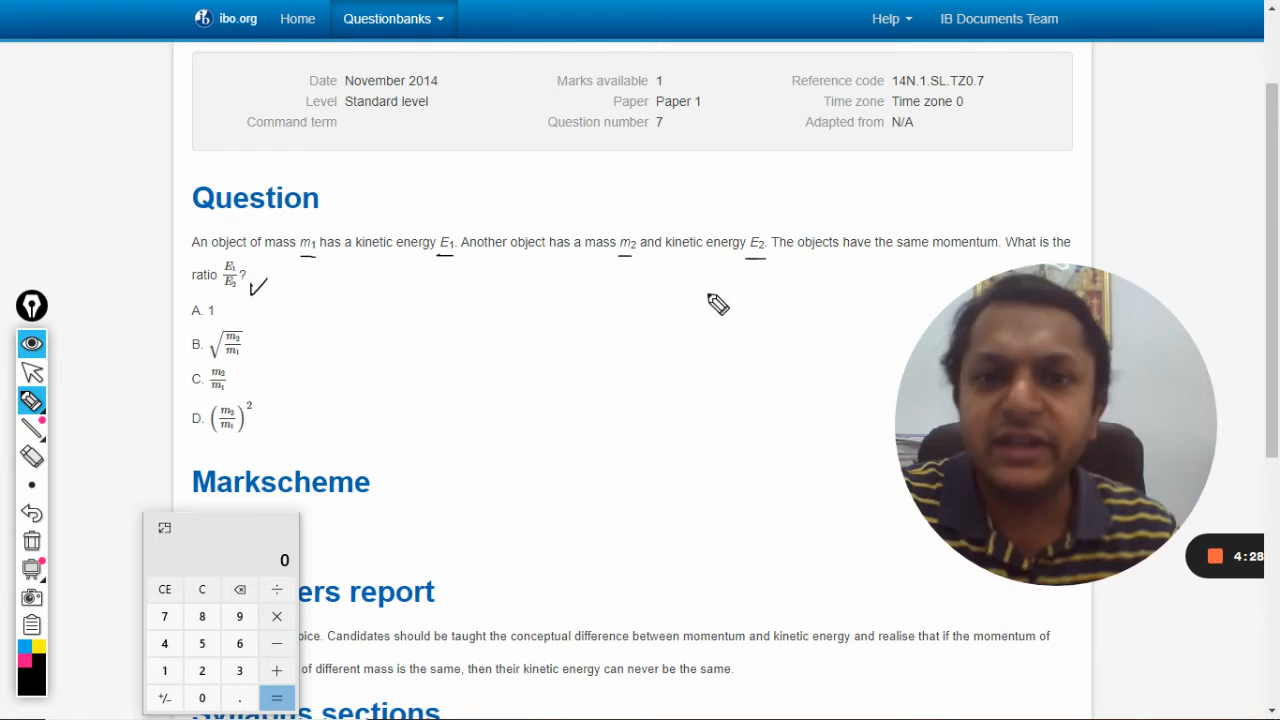 ibo.org Home Questionbanks Help IB Documents Team
Date November 2014 Marks available 1 Reference code 14N.1.SL.TZ0.7
Level Standard level Paper Paper 1 Time zone Time zone 0
Command term Question number 7 Adapted from N/A
Question
An object of mass m₁ has a kinetic energy E₁. Another object has a mass m₂ and kinetic energy E₂. The objects have the same momentum. What is the
ratio E₁/E₂?
A. 1
B. √(m₂/m₁)
C. m₂/m₁
D. (m₂/m₁)²
Markscheme
0
CE C ⌫ ÷
7 8 9 ×
4 5 6 −
1 2 3 +
+/− 0 . =
4:28
ers report
oice. Candidates should be taught the conceptual difference between momentum and kinetic energy and realise that if the momentum of
of different mass is the same, then their kinetic energy can never be the same.
Syllabus sections